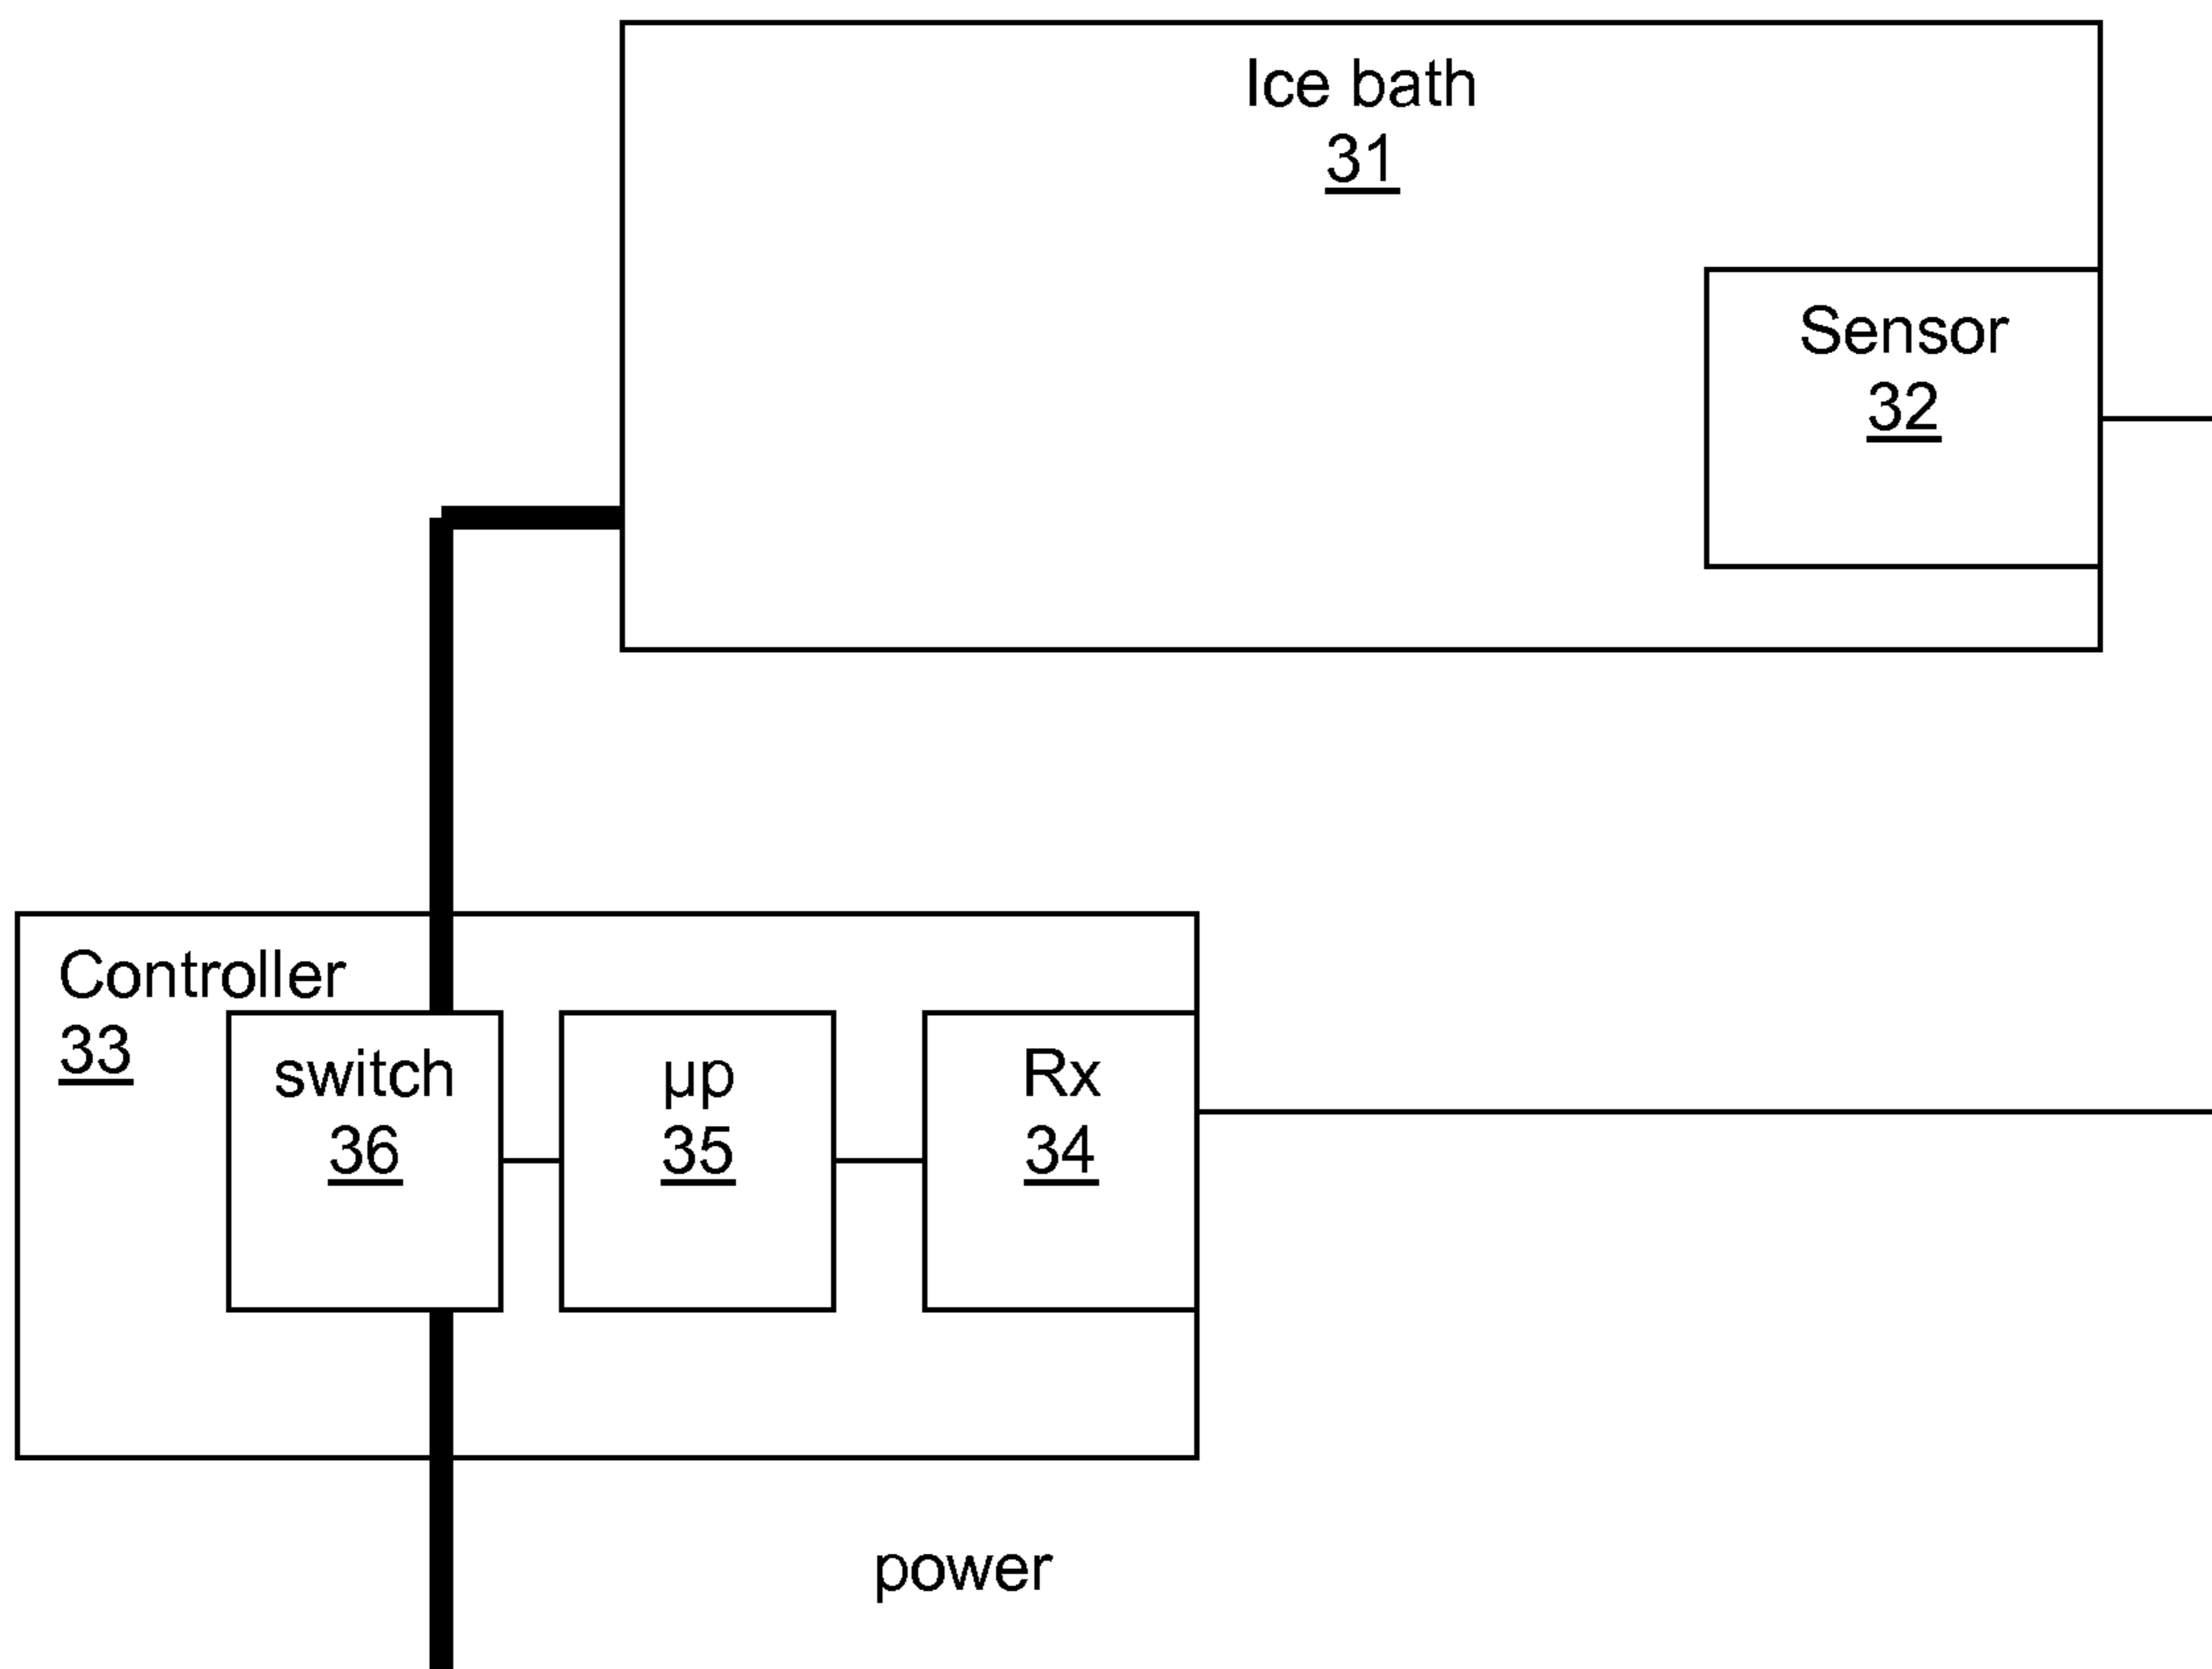 Ice bath
31
Sensor
32
Controller
33
switch
36
µp
35
Rx
34
power